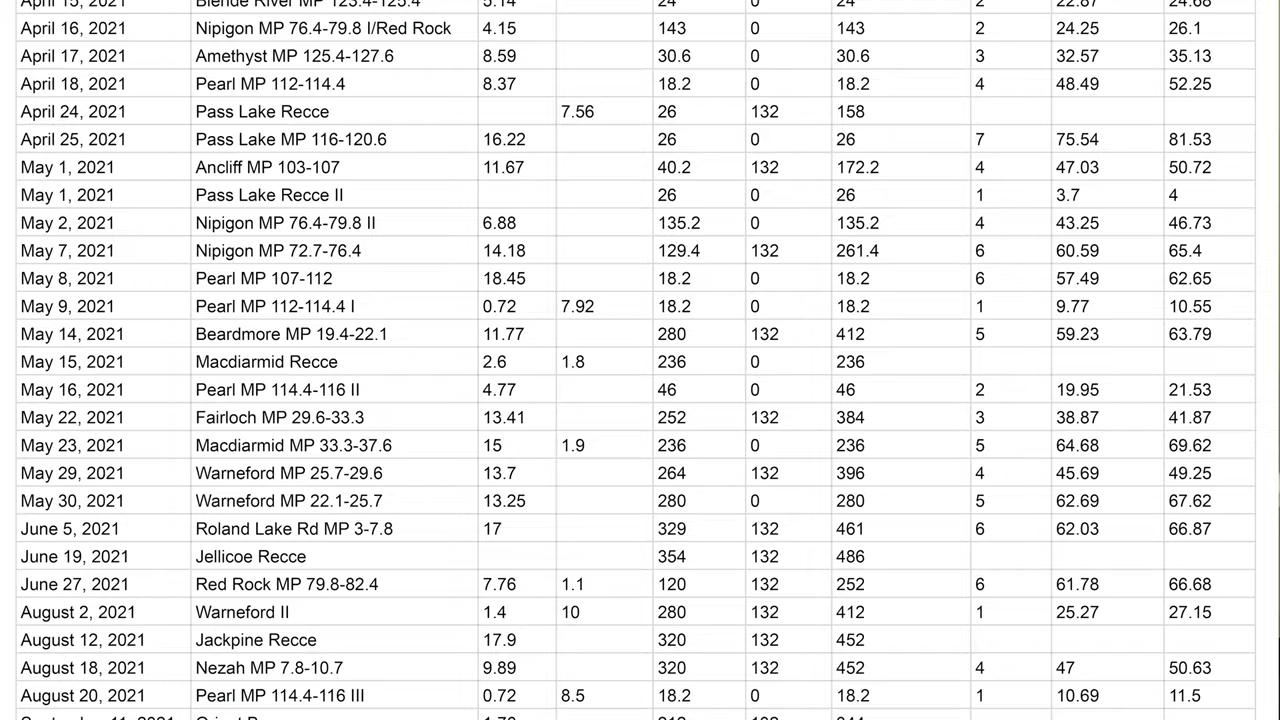 April 15, 2021 Blende River MP 123.4-125.4 5.14 24 0 24 2 22.87 24.68
April 16, 2021 Nipigon MP 76.4-79.8 I/Red Rock 4.15 143 0 143 2 24.25 26.1
April 17, 2021 Amethyst MP 125.4-127.6 8.59 30.6 0 30.6 3 32.57 35.13
April 18, 2021 Pearl MP 112-114.4 8.37 18.2 0 18.2 4 48.49 52.25
April 24, 2021 Pass Lake Recce 7.56 26 132 158
April 25, 2021 Pass Lake MP 116-120.6 16.22 26 0 26 7 75.54 81.53
May 1, 2021 Ancliff MP 103-107 11.67 40.2 132 172.2 4 47.03 50.72
May 1, 2021 Pass Lake Recce II 26 0 26 1 3.7 4
May 2, 2021 Nipigon MP 76.4-79.8 II 6.88 135.2 0 135.2 4 43.25 46.73
May 7, 2021 Nipigon MP 72.7-76.4 14.18 129.4 132 261.4 6 60.59 65.4
May 8, 2021 Pearl MP 107-112 18.45 18.2 0 18.2 6 57.49 62.65
May 9, 2021 Pearl MP 112-114.4 I 0.72 7.92 18.2 0 18.2 1 9.77 10.55
May 14, 2021 Beardmore MP 19.4-22.1 11.77 280 132 412 5 59.23 63.79
May 15, 2021 Macdiarmid Recce 2.6 1.8 236 0 236
May 16, 2021 Pearl MP 114.4-116 II 4.77 46 0 46 2 19.95 21.53
May 22, 2021 Fairloch MP 29.6-33.3 13.41 252 132 384 3 38.87 41.87
May 23, 2021 Macdiarmid MP 33.3-37.6 15 1.9 236 0 236 5 64.68 69.62
May 29, 2021 Warneford MP 25.7-29.6 13.7 264 132 396 4 45.69 49.25
May 30, 2021 Warneford MP 22.1-25.7 13.25 280 0 280 5 62.69 67.62
June 5, 2021 Roland Lake Rd MP 3-7.8 17 329 132 461 6 62.03 66.87
June 19, 2021 Jellicoe Recce 354 132 486
June 27, 2021 Red Rock MP 79.8-82.4 7.76 1.1 120 132 252 6 61.78 66.68
August 2, 2021 Warneford II 1.4 10 280 132 412 1 25.27 27.15
August 12, 2021 Jackpine Recce 17.9 320 132 452
August 18, 2021 Nezah MP 7.8-10.7 9.89 320 132 452 4 47 50.63
August 20, 2021 Pearl MP 114.4-116 III 0.72 8.5 18.2 0 18.2 1 10.69 11.5